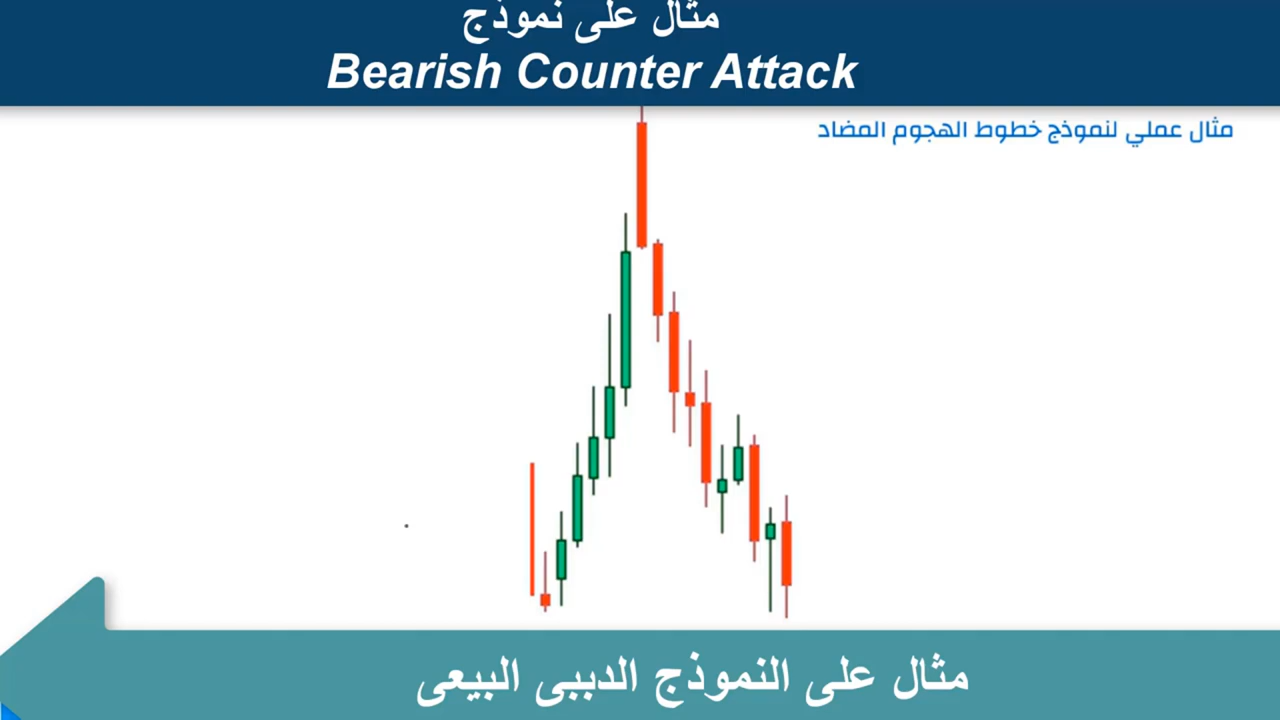 مثال على نموذج
Bearish Counter Attack
مثال عملي لنموذج خطوط الهجوم المضاد
مثال على النموذج الدببى البيعى